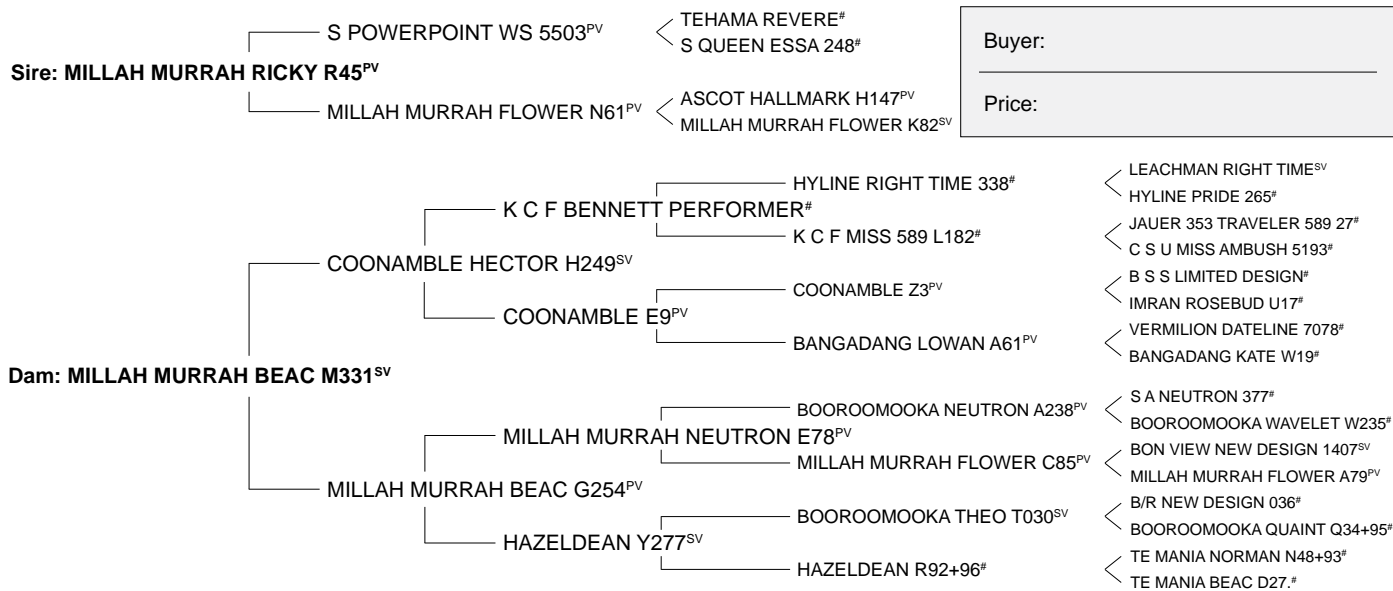 S POWERPOINT WS 5503PV
TEHAMA REVERE#
S QUEEN ESSA 248#
Sire: MILLAH MURRAH RICKY R45PV
MILLAH MURRAH FLOWER N61PV
ASCOT HALLMARK H147PV
MILLAH MURRAH FLOWER K82SV
Buyer:
Price:
HYLINE RIGHT TIME 338#
LEACHMAN RIGHT TIMESV
HYLINE PRIDE 265#
K C F BENNETT PERFORMER#
K C F MISS 589 L182#
JAUER 353 TRAVELER 589 27#
C S U MISS AMBUSH 5193#
COONAMBLE HECTOR H249SV
COONAMBLE Z3PV
B S S LIMITED DESIGN#
IMRAN ROSEBUD U17#
COONAMBLE E9PV
BANGADANG LOWAN A61PV
VERMILION DATELINE 7078#
BANGADANG KATE W19#
Dam: MILLAH MURRAH BEAC M331SV
BOOROOMOOKA NEUTRON A238PV
S A NEUTRON 377#
BOOROOMOOKA WAVELET W235#
MILLAH MURRAH NEUTRON E78PV
MILLAH MURRAH FLOWER C85PV
BON VIEW NEW DESIGN 1407SV
MILLAH MURRAH FLOWER A79PV
MILLAH MURRAH BEAC G254PV
BOOROOMOOKA THEO T030SV
B/R NEW DESIGN 036#
BOOROOMOOKA QUAINT Q34+95#
HAZELDEAN Y277SV
HAZELDEAN R92+96#
TE MANIA NORMAN N48+93#
TE MANIA BEAC D27.#